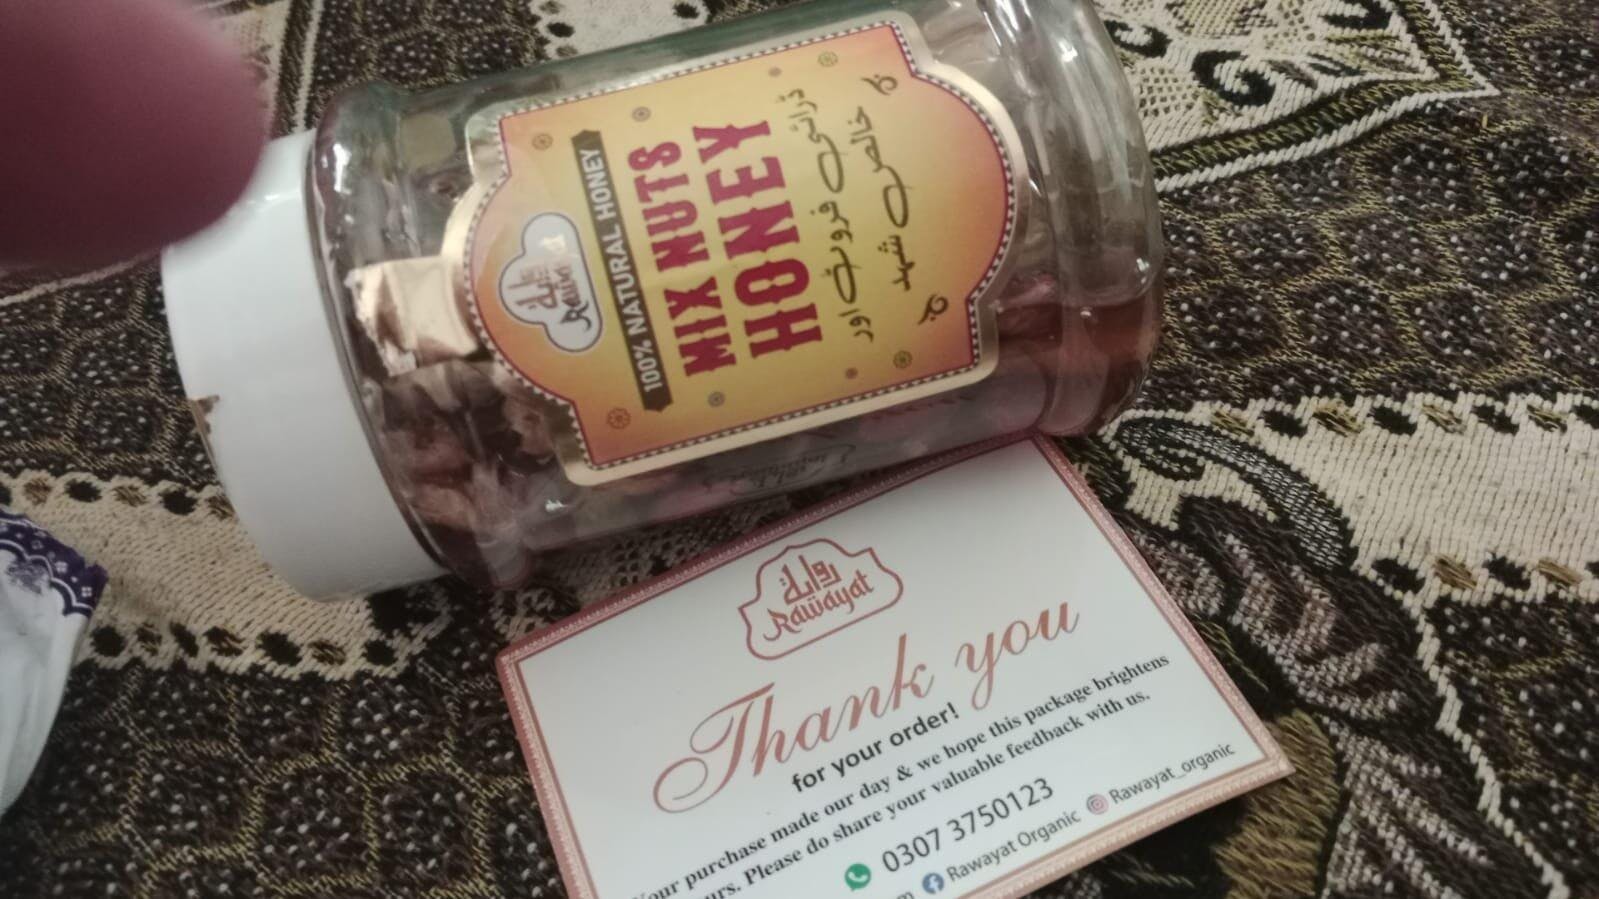 روایة
Rawayat
100% NATURAL HONEY
MIX NUTS
HONEY
ڈرائی فروٹ اور
خالص شہد
روایة
Rawayat
Thank you
for your order!
Your purchase made our day & we hope this package brightens
yours. Please do share your valuable feedback with us.
0307 3750123
Rawayat Organic Rawayat_organic